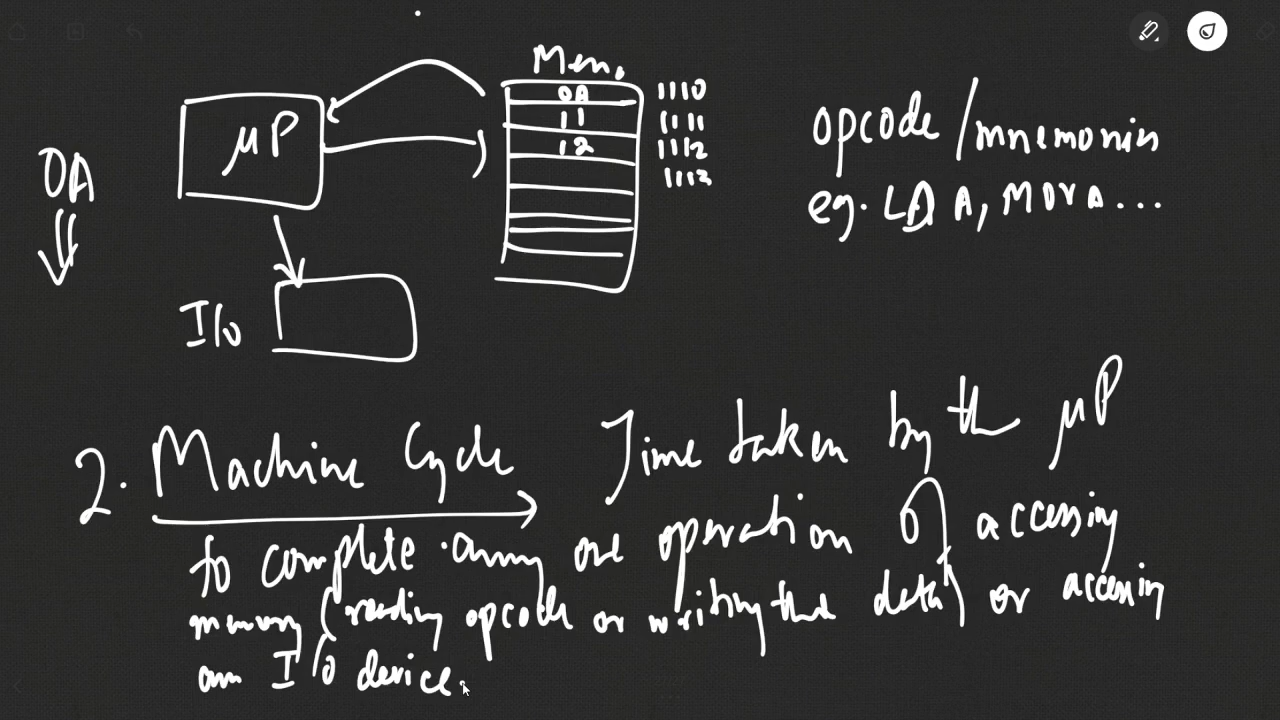 Mem.
μP
0A 1110
11 1111
12 1112
1113
0A
I/o
opcode/mnemonin
eg. LDA A, MOVA...
2. Machine Cycle Time taken by the μP
to complete any one operation of accessing
memory (reading opcode or writing the data) or accessing
an I/o device.